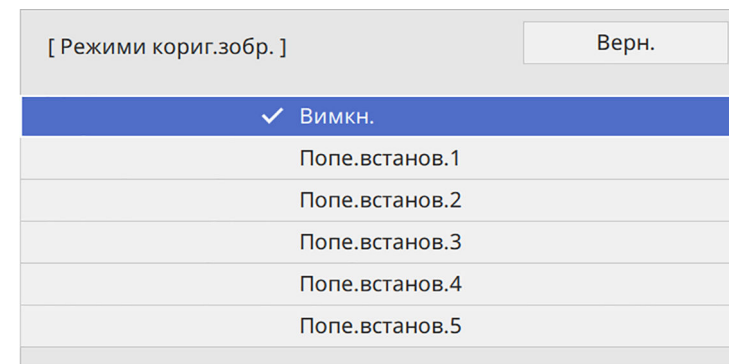 [ Режими кориг.зобр. ]
Верн.
Вимкн.
Попе.встанов.1
Попе.встанов.2
Попе.встанов.3
Попе.встанов.4
Попе.встанов.5